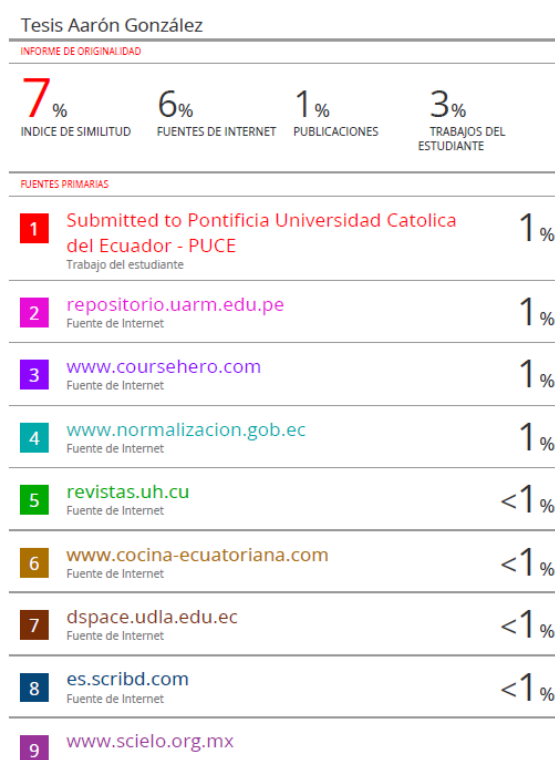 Tesis Aarón González
INFORME DE ORIGINALIDAD
7%
6%
1%
3%
INDICE DE SIMILITUD
FUENTES DE INTERNET
PUBLICACIONES
TRABAJOS DEL
ESTUDIANTE
FUENTES PRIMARIAS
1
Submitted to Pontificia Universidad Catolica
del Ecuador - PUCE
Trabajo del estudiante
1%
2
repositorio.uarm.edu.pe
Fuente de Internet
1%
3
www.coursehero.com
Fuente de Internet
1%
4
www.normalizacion.gob.ec
Fuente de Internet
1%
5
revistas.uh.cu
Fuente de Internet
<1%
6
www.cocina-ecuatoriana.com
Fuente de Internet
<1%
7
dspace.udla.edu.ec
Fuente de Internet
<1%
8
es.scribd.com
Fuente de Internet
<1%
9
www.scielo.org.mx